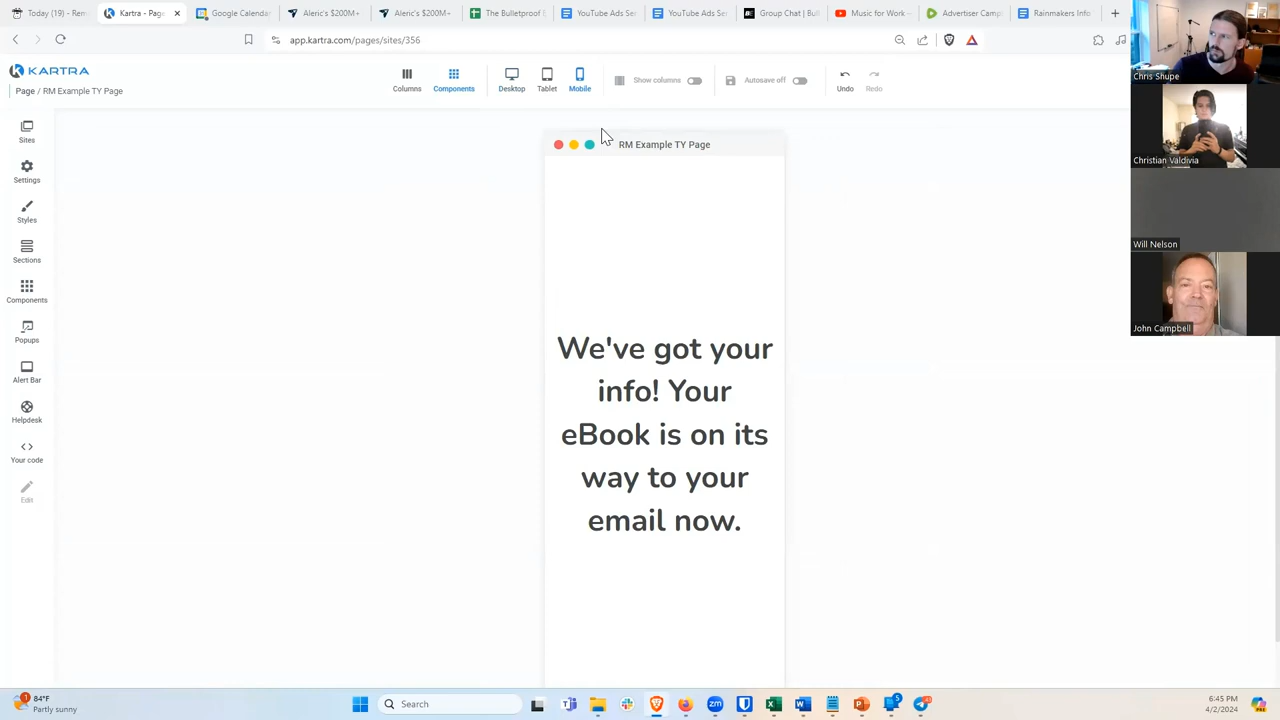 Today (19) - Rem
Kartra - Page
Google Calendar
Aleric's $200M+
Aleric's $200M+
The Bulletproof E
YouTube Ads Ser
Example TY Page
Group Chat | Bull
Music for Work
Advertiser Camp
Rainmakers Info
app.kartra.com/pages/sites/356
KARTRA
Page / RM Example TY Page
Columns
Components
Desktop
Tablet
Mobile
Show columns
Autosave off
Undo
Redo
Sites
Settings
Styles
Sections
Components
Popups
Alert Bar
Helpdesk
Your code
Edit
RM Example TY Page
We've got your
info! Your
eBook is on its
way to your
email now.
Chris Shupe
Christian Valdivia
Will Nelson
John Campbell
84°F
Partly sunny
Search
6:45 PM
4/2/2024